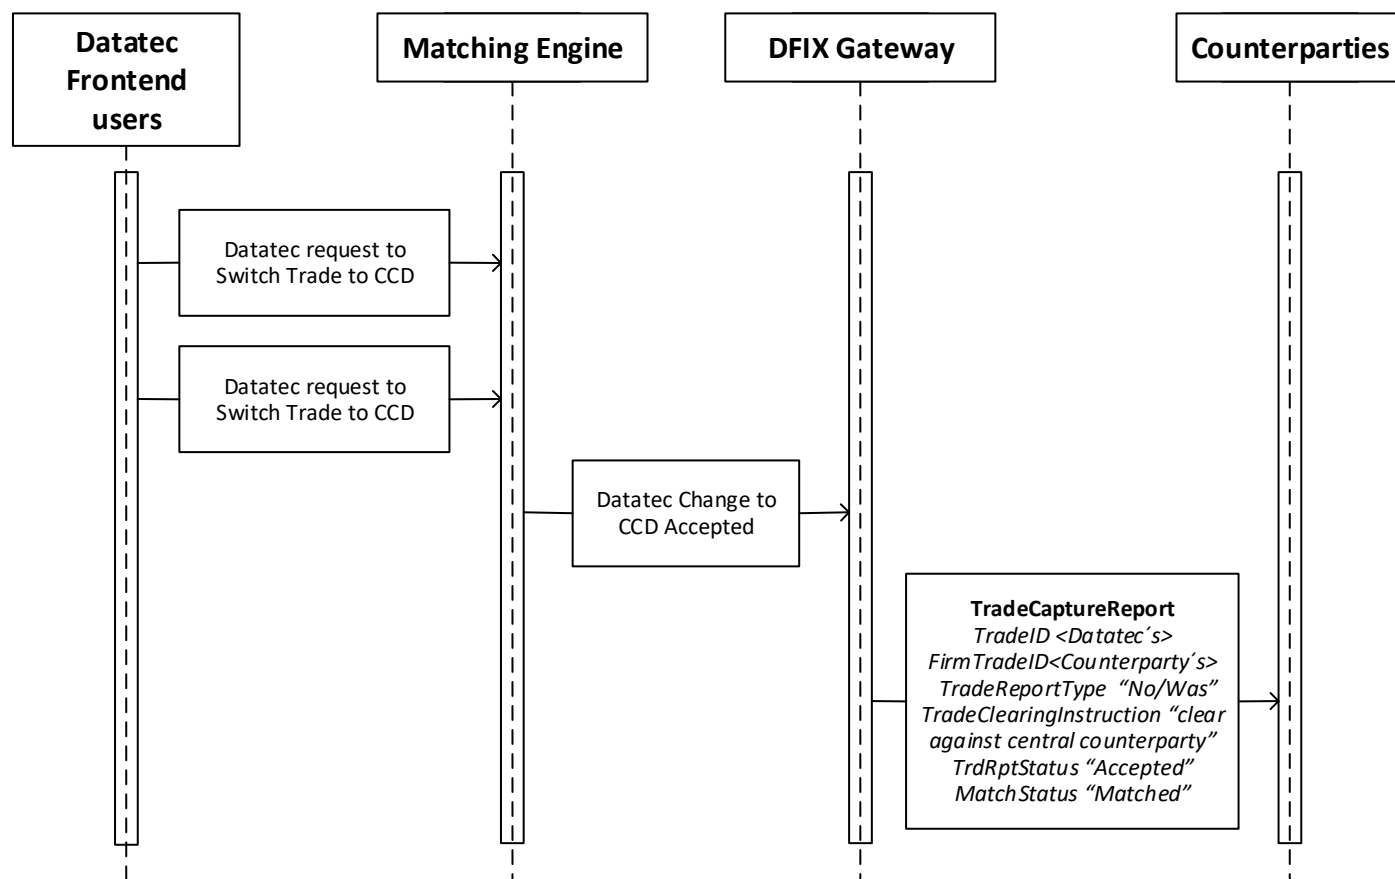 Datatec
Frontend
users
Matching Engine
DFIX Gateway
Counterparties
Datatec request to
Switch Trade to CCD
Datatec request to
Switch Trade to CCD
Datatec Change to
CCD Accepted
TradeCaptureReport
TradeID <Datatec´s>
FirmTradeID<Counterparty´s>
TradeReportType “No/Was”
TradeClearingInstruction “clear
against central counterparty”
TrdRptStatus “Accepted”
MatchStatus “Matched”